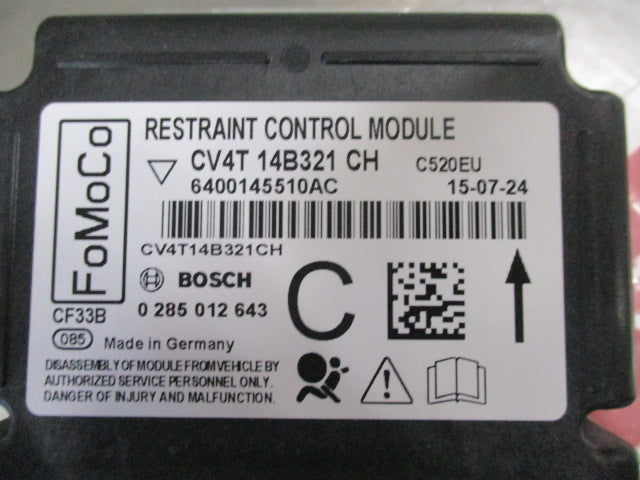 FoMoCo
RESTRAINT CONTROL MODULE
CV4T 14B321 CH C520EU
6400145510AC 15-07-24
CV4T14B321CH
BOSCH
C
CF33B
0 285 012 643
085 Made in Germany
DISASSEMBLY OF MODULE FROM VEHICLE BY
AUTHORIZED SERVICE PERSONNEL ONLY.
DANGER OF INJURY AND MALFUNCTION.